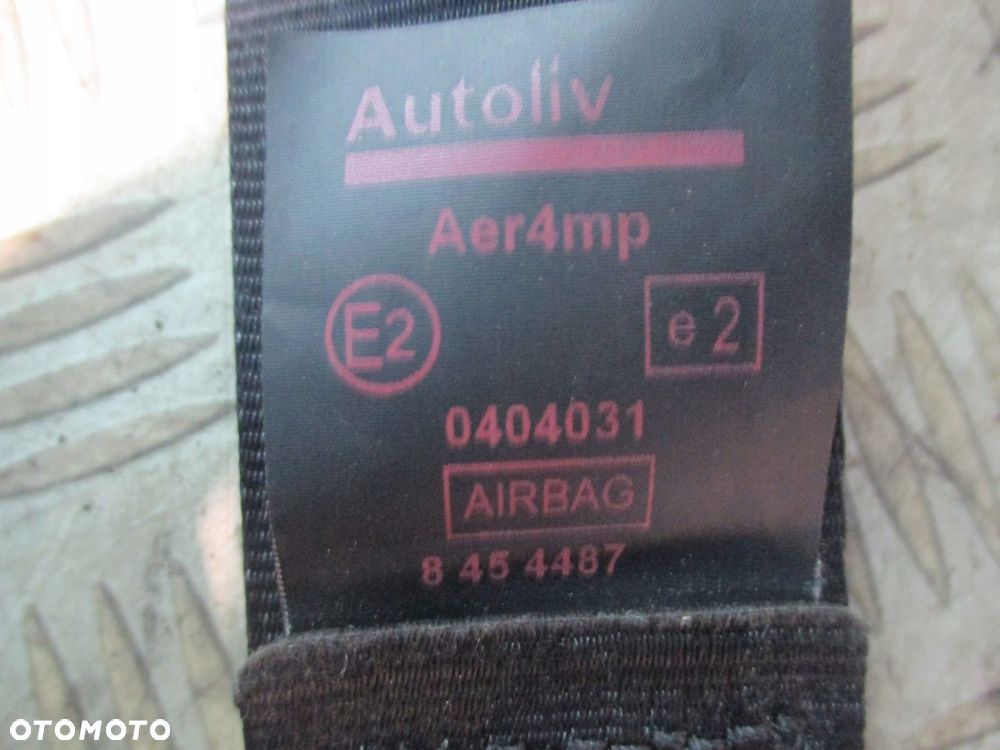 Autoliv
Aer4mp
E2 e 2
0404031
AIRBAG
8 45 4487
OTOMOTO